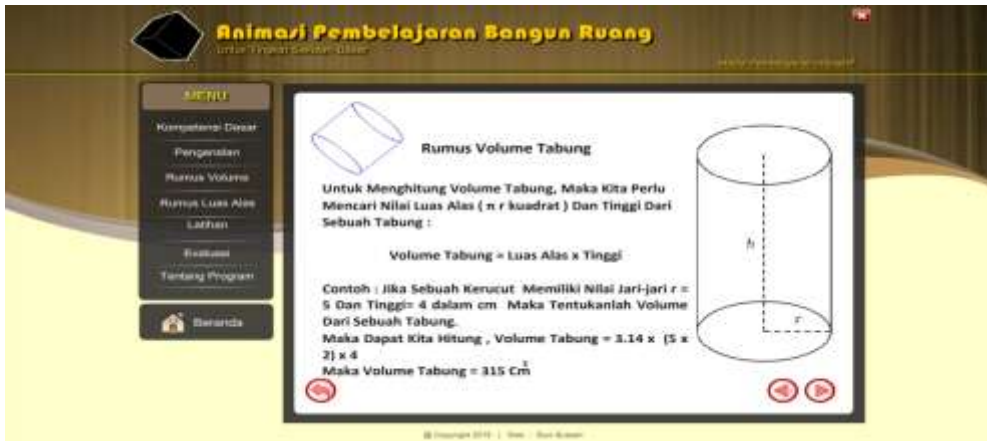 Animasi Pembelajaran Bangun Ruang
Untuk Tingkat Sekolah Dasar
MENU
Kompetensi Dasar
Pengenalan
Rumus Volume
Rumus Luas Alas
Latihan
Evaluasi
Tentang Program
Beranda
Rumus Volume Tabung
Untuk Menghitung Volume Tabung, Maka Kita Perlu
Mencari Nilai Luas Alas ( π r kuadrat ) Dan Tinggi Dari
Sebuah Tabung :
Volume Tabung = Luas Alas x Tinggi
Contoh : Jika Sebuah Kerucut Memiliki Nilai Jari-jari r =
5 Dan Tinggi= 4 dalam cm Maka Tentukanlah Volume
Dari Sebuah Tabung.
Maka Dapat Kita Hitung , Volume Tabung = 3.14 x (5 x
2) x 4
Maka Volume Tabung = 315 Cm
h
r